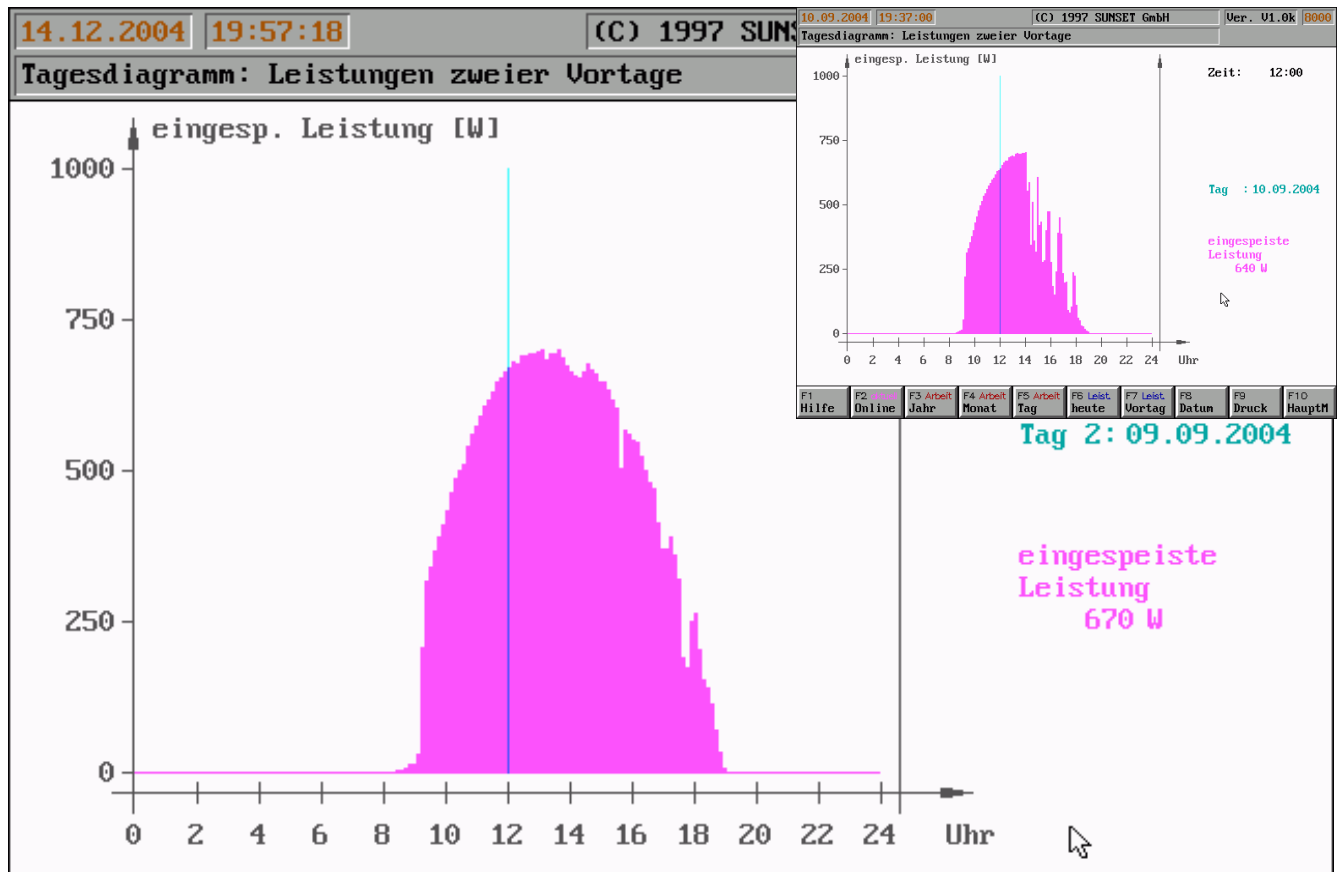 14.12.2004 19:57:18 (C) 1997 SUNS
Tagesdiagramm: Leistungen zweier Vortage
eingesp. Leistung [W]
1000
750
500
250
0
0 2 4 6 8 10 12 14 16 18 20 22 24 Uhr
Tag 2: 09.09.2004
eingespeiste
Leistung
670 W
10.09.2004 19:37:00 (C) 1997 SUNSET GmbH Ver. V1.0k 8000
Tagesdiagramm: Leistungen zweier Vortage
eingesp. Leistung [W]
Zeit: 12:00
1000
750
500
250
0
0 2 4 6 8 10 12 14 16 18 20 22 24 Uhr
Tag : 10.09.2004
eingespeiste
Leistung
640 W
F1 F2 F3 Arbeit F4 Arbeit F5 Arbeit F6 Leist. F7 Leist. F8 F9 F10
Hilfe Online Jahr Monat Tag heute Vortag Datum Druck HauptM